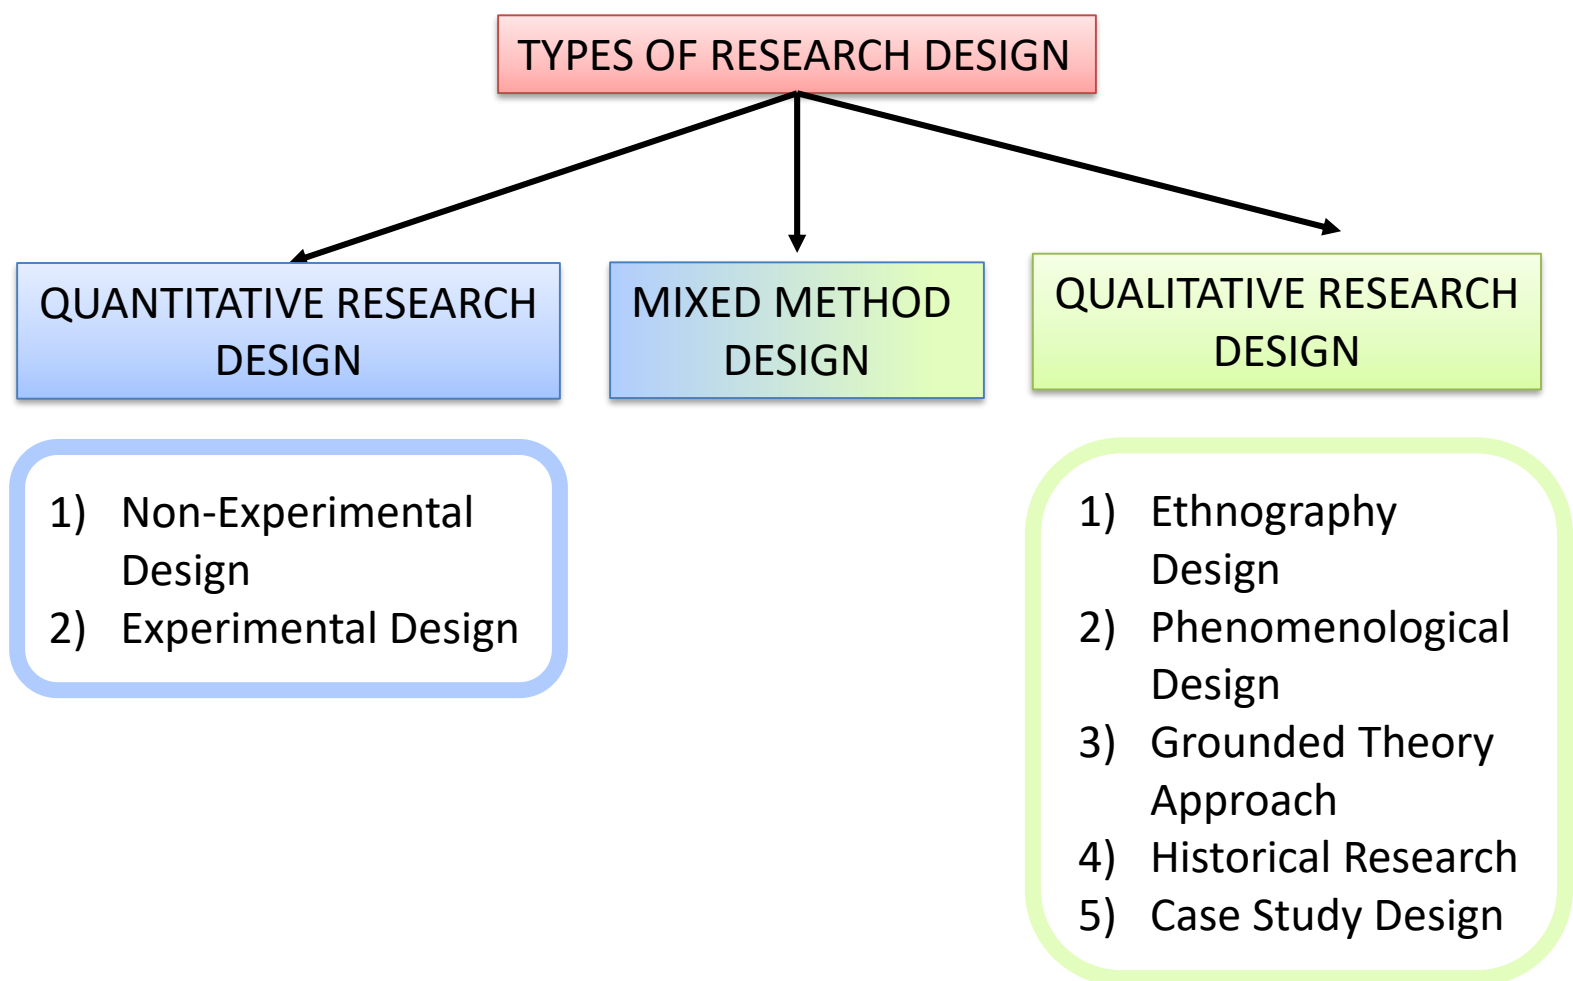 TYPES OF RESEARCH DESIGN
QUANTITATIVE RESEARCH
DESIGN
MIXED METHOD
DESIGN
QUALITATIVE RESEARCH
DESIGN
1) Non-Experimental
Design
2) Experimental Design
1) Ethnography
Design
2) Phenomenological
Design
3) Grounded Theory
Approach
4) Historical Research
5) Case Study Design